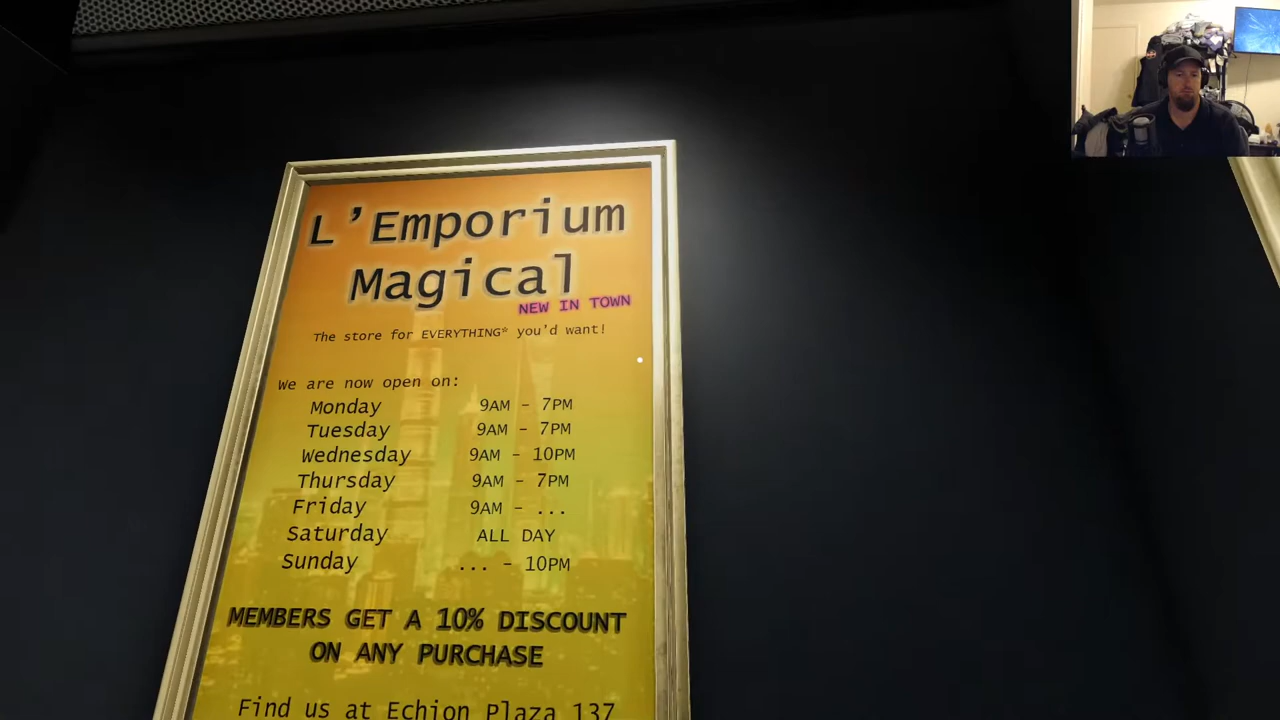 L'Emporium
Magical
NEW IN TOWN
The store for EVERYTHING* you'd want!
We are now open on:
Monday 9AM - 7PM
Tuesday 9AM - 7PM
Wednesday 9AM - 10PM
Thursday 9AM - 7PM
Friday 9AM - ...
Saturday ALL DAY
Sunday ... - 10PM
MEMBERS GET A 10% DISCOUNT
ON ANY PURCHASE
Find us at Echion Plaza 137